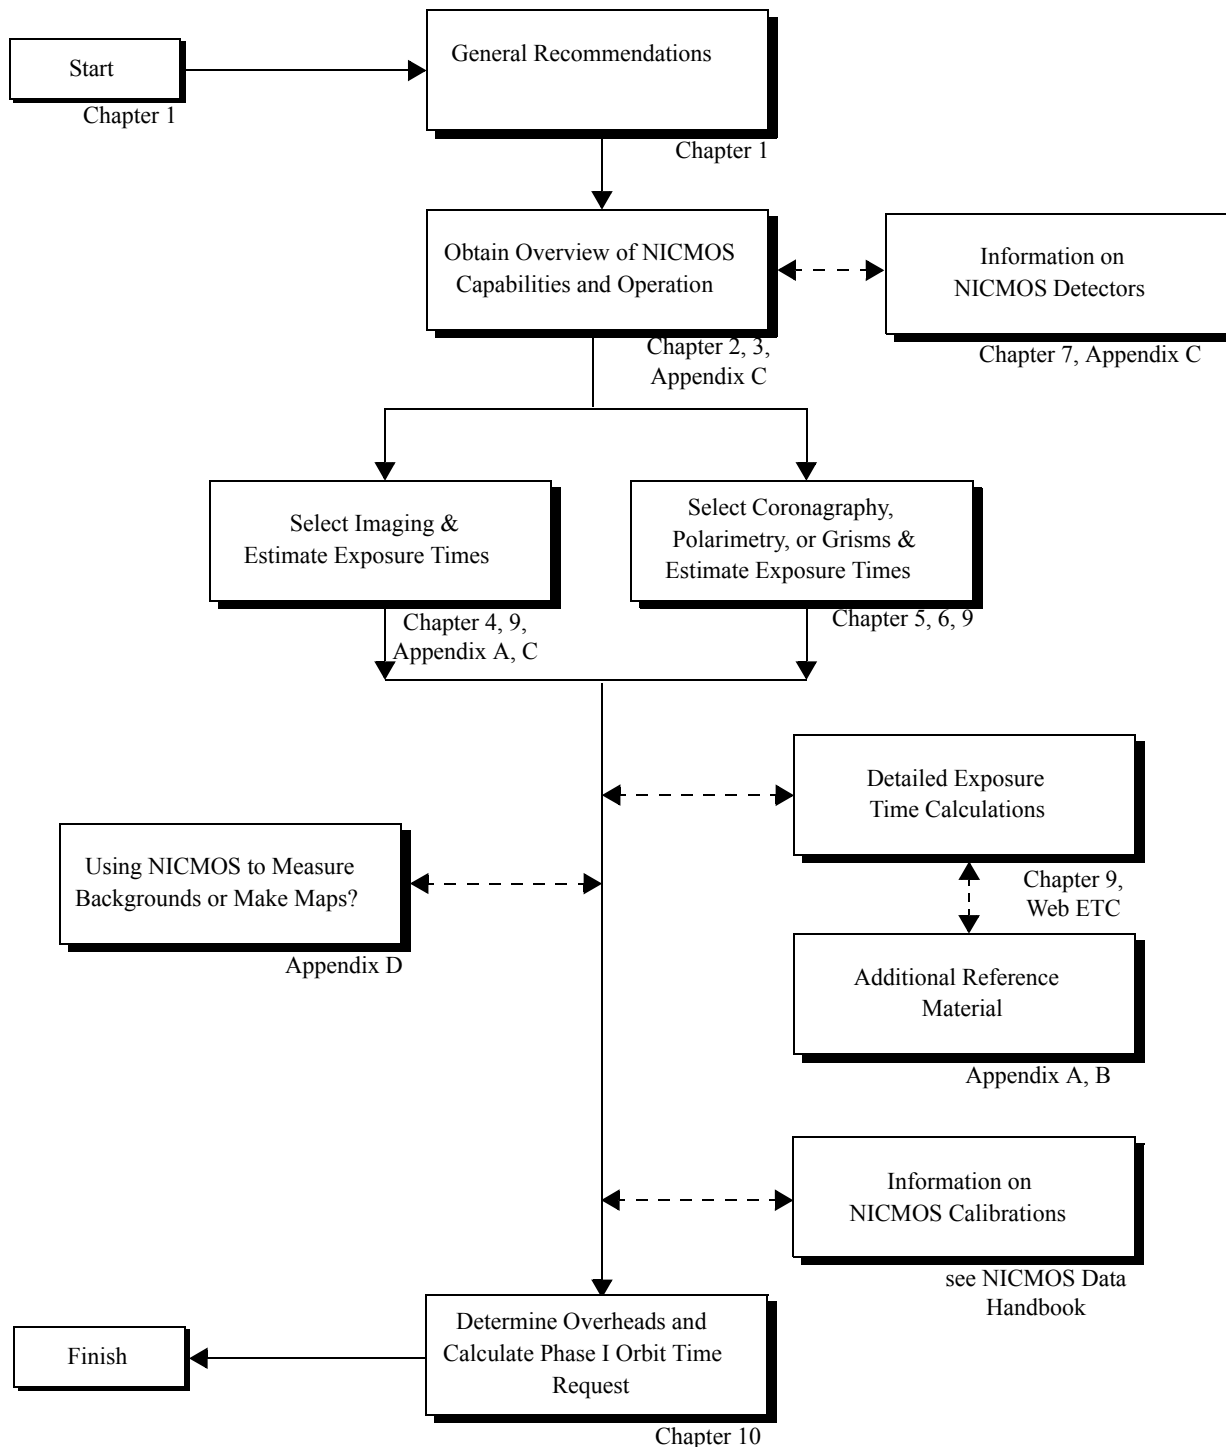 Start
Chapter 1
General Recommendations
Chapter 1
Obtain Overview of NICMOS
Capabilities and Operation
Chapter 2, 3,
Appendix C
Information on
NICMOS Detectors
Chapter 7, Appendix C
Select Imaging &
Estimate Exposure Times
Chapter 4, 9,
Appendix A, C
Select Coronagraphy,
Polarimetry, or Grisms &
Estimate Exposure Times
Chapter 5, 6, 9
Detailed Exposure
Time Calculations
Chapter 9,
Web ETC
Using NICMOS to Measure
Backgrounds or Make Maps?
Appendix D
Additional Reference
Material
Appendix A, B
Information on
NICMOS Calibrations
see NICMOS Data
Handbook
Determine Overheads and
Calculate Phase I Orbit Time
Request
Chapter 10
Finish